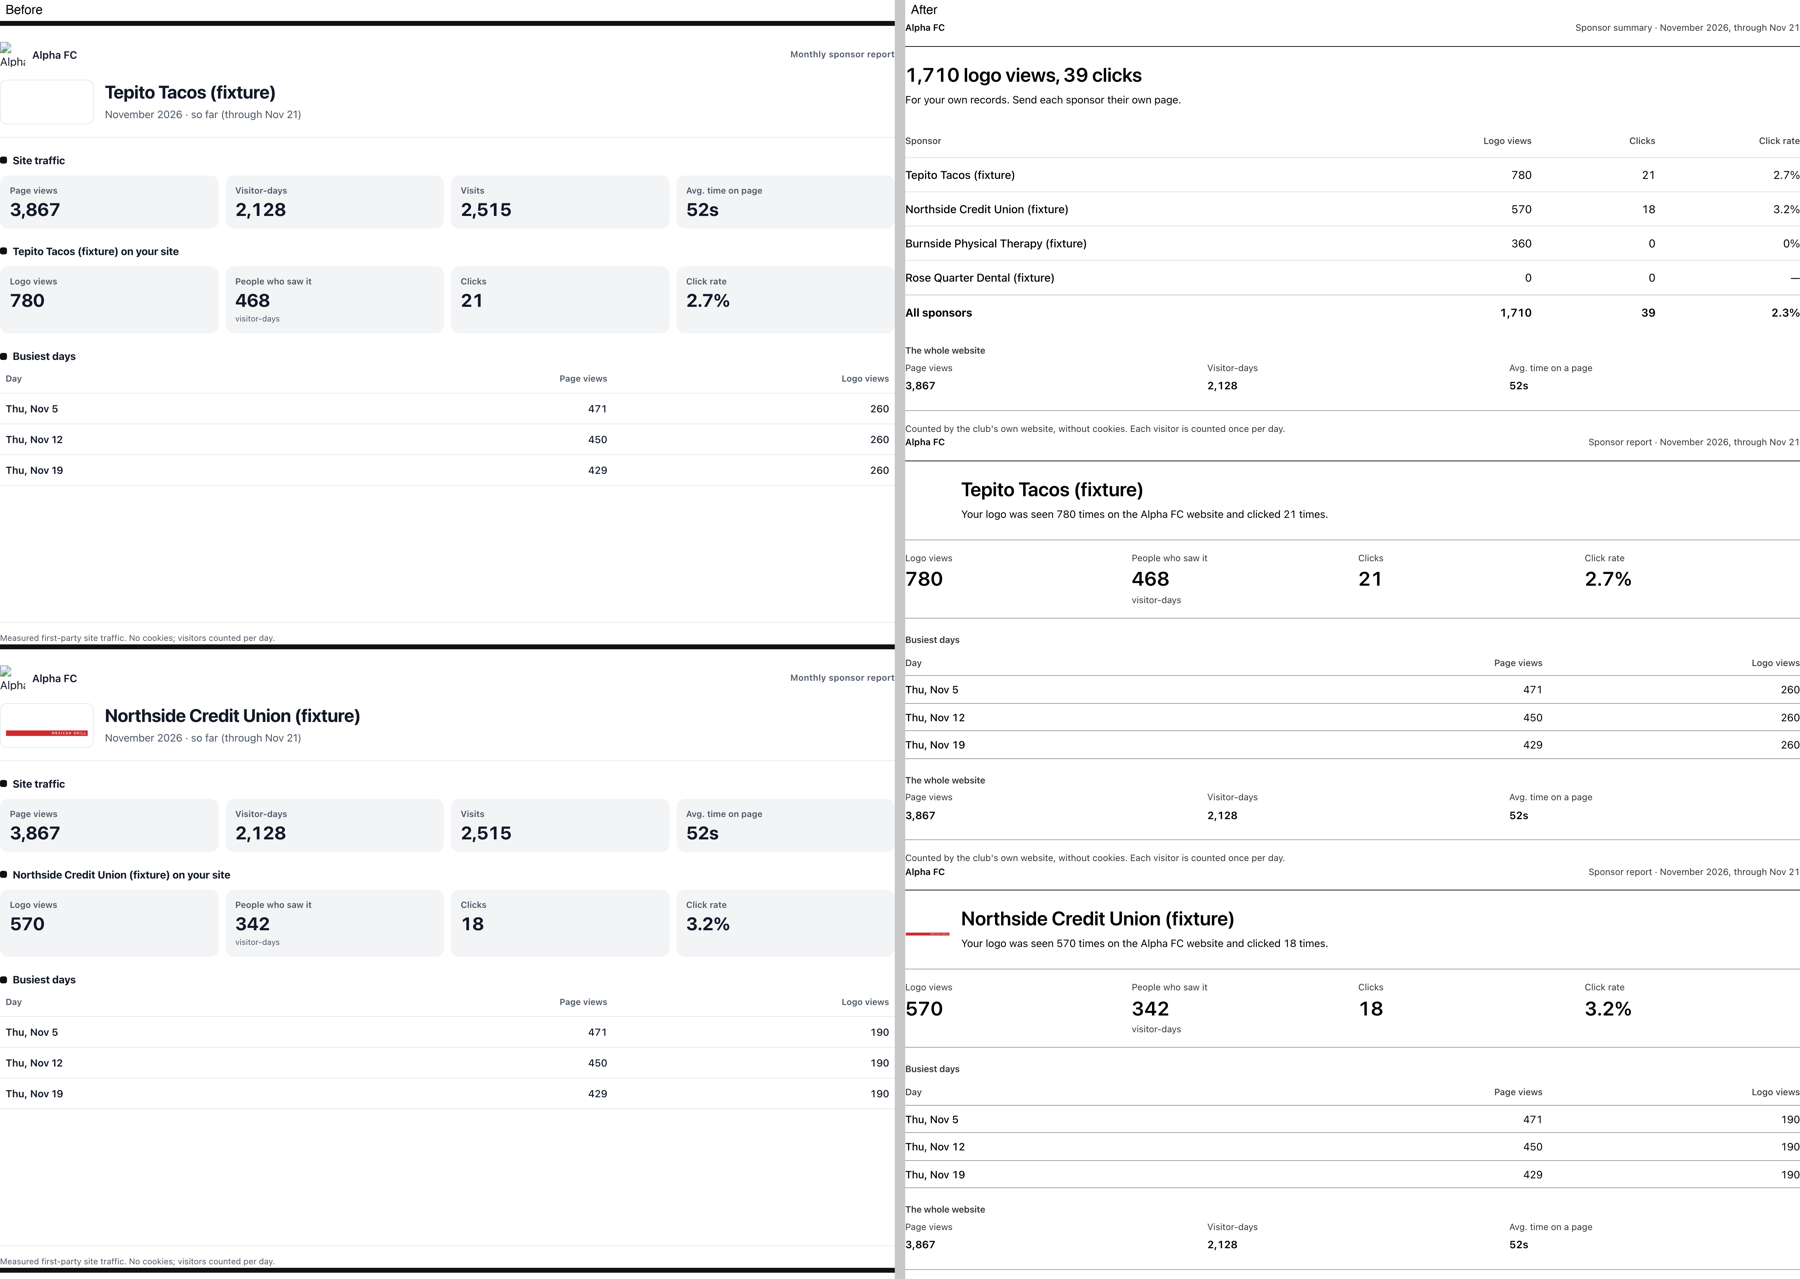 Before
Alpha
Alpha FC
Monthly sponsor report
Tepito Tacos (fixture)
November 2026 · so far (through Nov 21)
Site traffic
Page views Visitor-days Visits Avg. time on page
3,867 2,128 2,515 52s
Tepito Tacos (fixture) on your site
Logo views People who saw it Clicks Click rate
780 468 21 2.7%
visitor-days
Busiest days
Day Page views Logo views
Thu, Nov 5 471 260
Thu, Nov 12 450 260
Thu, Nov 19 429 260
Measured first-party site traffic. No cookies; visitors counted per day.
Alpha
Alpha FC
Monthly sponsor report
MEXICAN GRILL
Northside Credit Union (fixture)
November 2026 · so far (through Nov 21)
Site traffic
Page views Visitor-days Visits Avg. time on page
3,867 2,128 2,515 52s
Northside Credit Union (fixture) on your site
Logo views People who saw it Clicks Click rate
570 342 18 3.2%
visitor-days
Busiest days
Day Page views Logo views
Thu, Nov 5 471 190
Thu, Nov 12 450 190
Thu, Nov 19 429 190
Measured first-party site traffic. No cookies; visitors counted per day.
After
Alpha FC Sponsor summary · November 2026, through Nov 21
1,710 logo views, 39 clicks
For your own records. Send each sponsor their own page.
Sponsor Logo views Clicks Click rate
Tepito Tacos (fixture) 780 21 2.7%
Northside Credit Union (fixture) 570 18 3.2%
Burnside Physical Therapy (fixture) 360 0 0%
Rose Quarter Dental (fixture) 0 0 —
All sponsors 1,710 39 2.3%
The whole website
Page views Visitor-days Avg. time on a page
3,867 2,128 52s
Counted by the club's own website, without cookies. Each visitor is counted once per day.
Alpha FC Sponsor report · November 2026, through Nov 21
Tepito Tacos (fixture)
Your logo was seen 780 times on the Alpha FC website and clicked 21 times.
Logo views People who saw it Clicks Click rate
780 468 21 2.7%
visitor-days
Busiest days
Day Page views Logo views
Thu, Nov 5 471 260
Thu, Nov 12 450 260
Thu, Nov 19 429 260
The whole website
Page views Visitor-days Avg. time on a page
3,867 2,128 52s
Counted by the club's own website, without cookies. Each visitor is counted once per day.
Alpha FC Sponsor report · November 2026, through Nov 21
Northside Credit Union (fixture)
Your logo was seen 570 times on the Alpha FC website and clicked 18 times.
Logo views People who saw it Clicks Click rate
570 342 18 3.2%
visitor-days
Busiest days
Day Page views Logo views
Thu, Nov 5 471 190
Thu, Nov 12 450 190
Thu, Nov 19 429 190
The whole website
Page views Visitor-days Avg. time on a page
3,867 2,128 52s